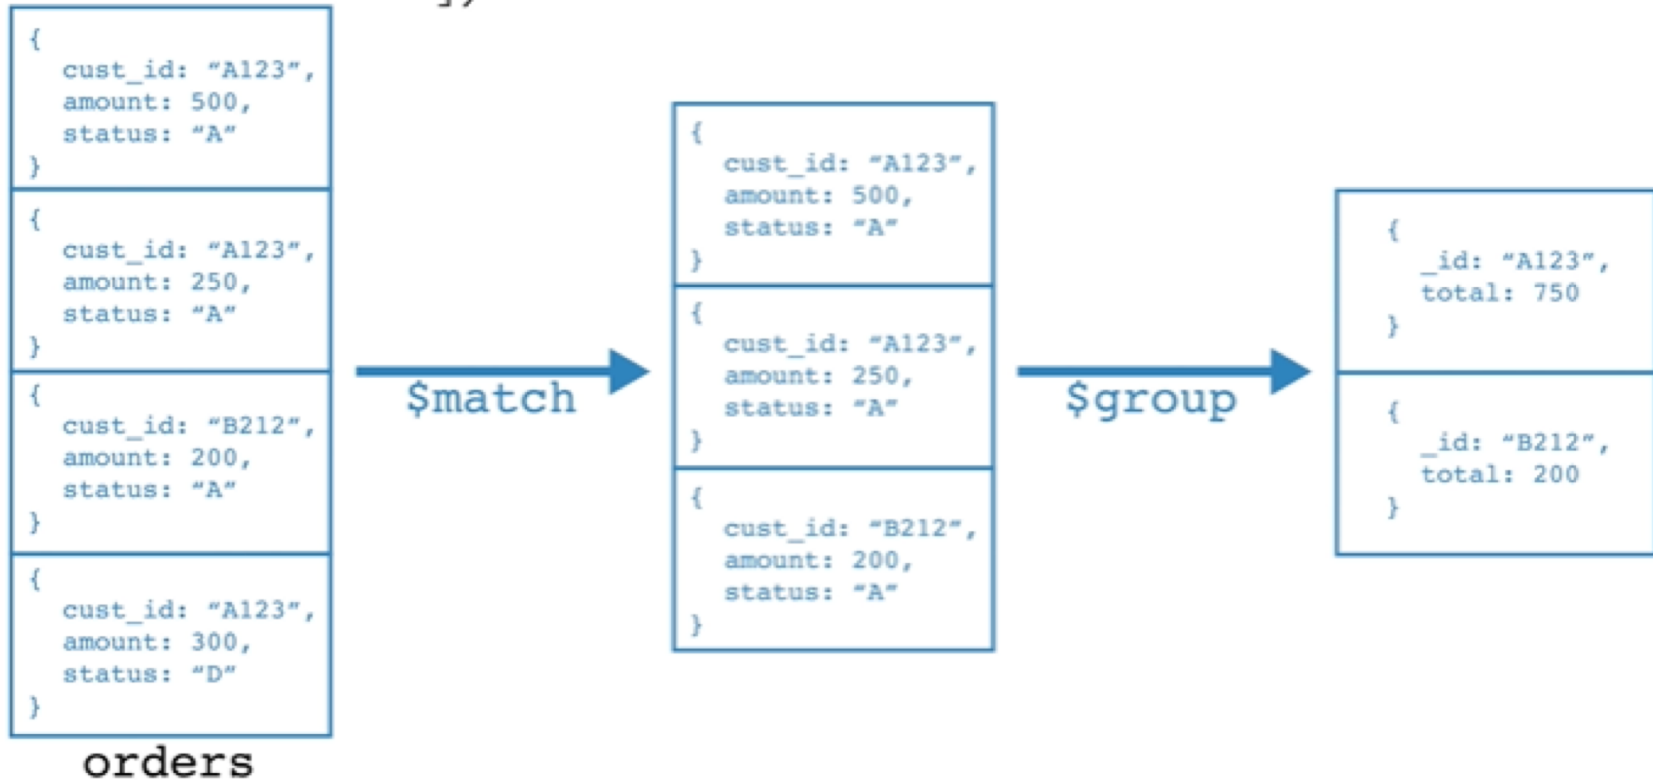 {
cust_id: “A123”,
amount: 500,
status: “A”
}
{
cust_id: “A123”,
amount: 250,
status: “A”
}
{
cust_id: “B212”,
amount: 200,
status: “A”
}
{
cust_id: “A123”,
amount: 300,
status: “D”
}
orders
$match
{
cust_id: “A123”,
amount: 500,
status: “A”
}
{
cust_id: “A123”,
amount: 250,
status: “A”
}
{
cust_id: “B212”,
amount: 200,
status: “A”
}
$group
{
_id: “A123”,
total: 750
}
{
_id: “B212”,
total: 200
}